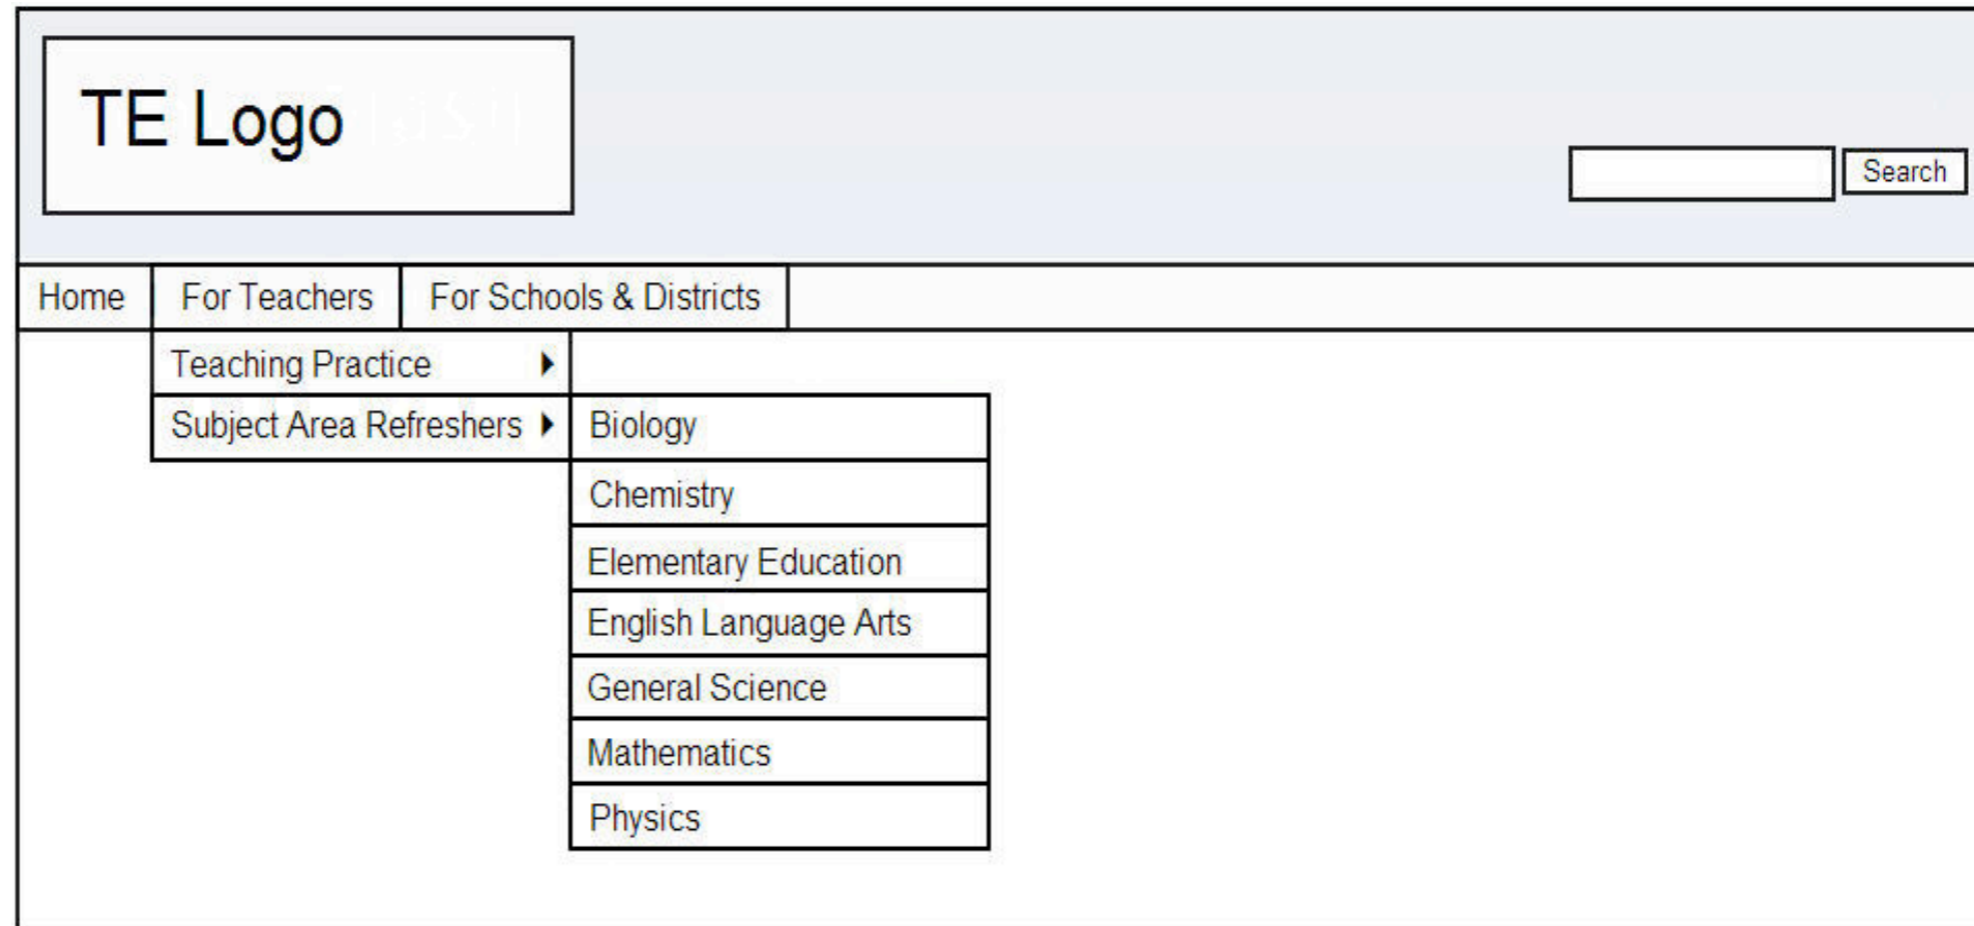 TE Logo
Search
Home
For Teachers
For Schools & Districts
Teaching Practice
Subject Area Refreshers
Biology
Chemistry
Elementary Education
English Language Arts
General Science
Mathematics
Physics